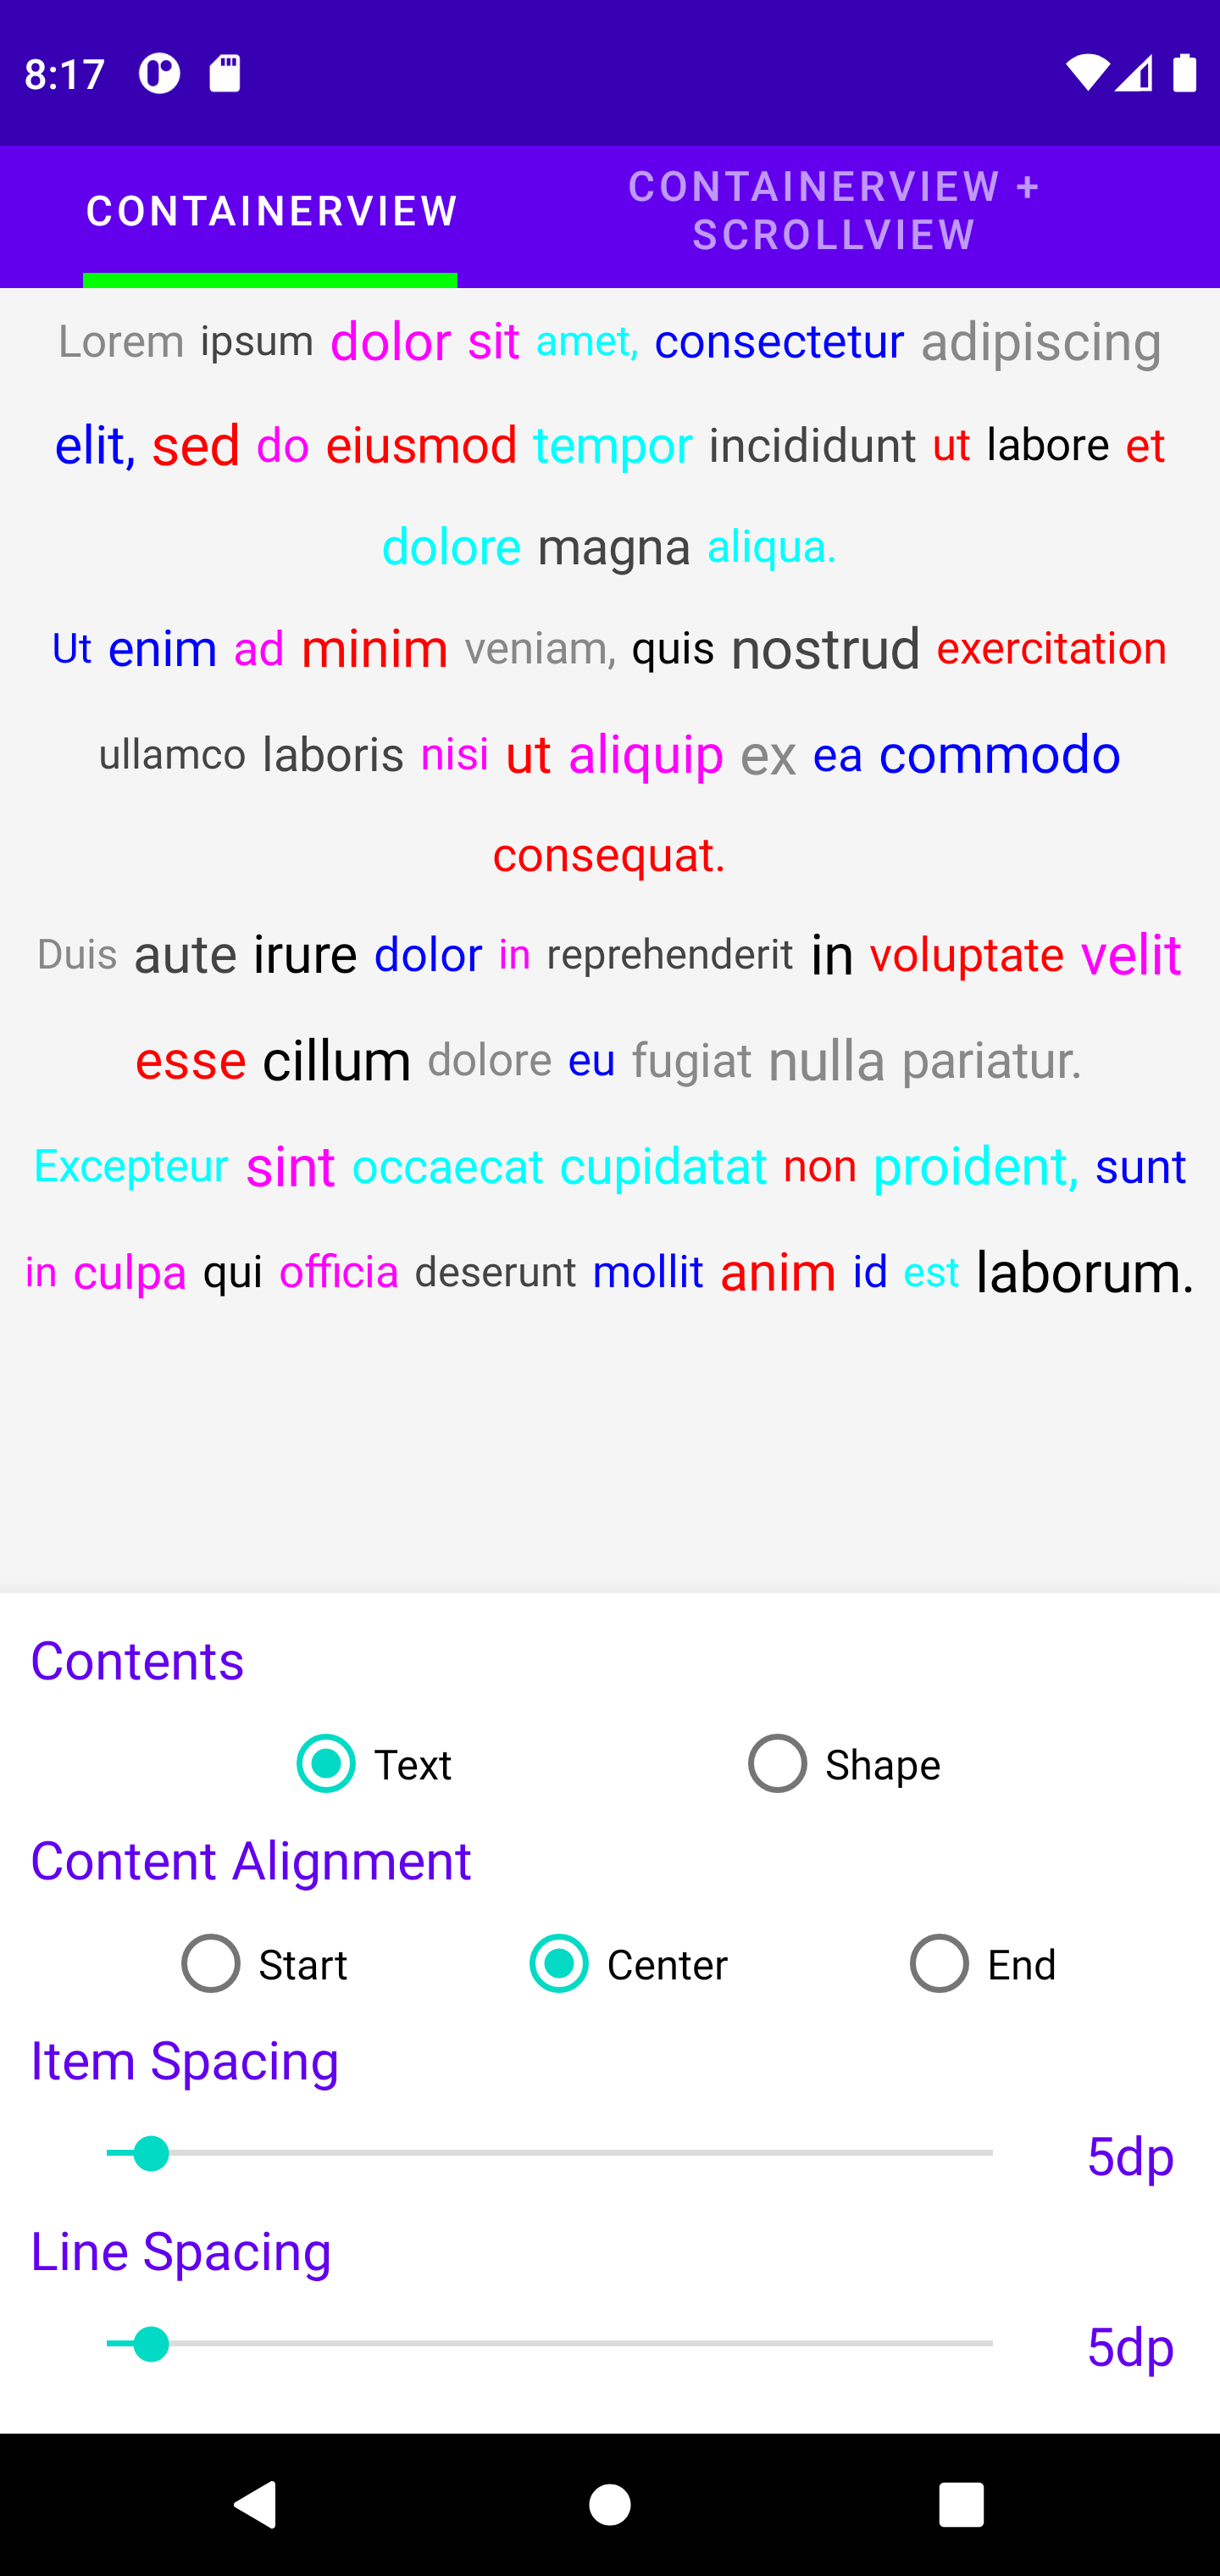 8:17
CONTAINERVIEW
CONTAINERVIEW +
SCROLLVIEW
Lorem ipsum dolor sit amet, consectetur adipiscing
elit, sed do eiusmod tempor incididunt ut labore et
dolore magna aliqua.
Ut enim ad minim veniam, quis nostrud exercitation
ullamco laboris nisi ut aliquip ex ea commodo
consequat.
Duis aute irure dolor in reprehenderit in voluptate velit
esse cillum dolore eu fugiat nulla pariatur.
Excepteur sint occaecat cupidatat non proident, sunt
in culpa qui officia deserunt mollit anim id est laborum.
Contents
Text Shape
Content Alignment
Start Center End
Item Spacing
5dp
Line Spacing
5dp